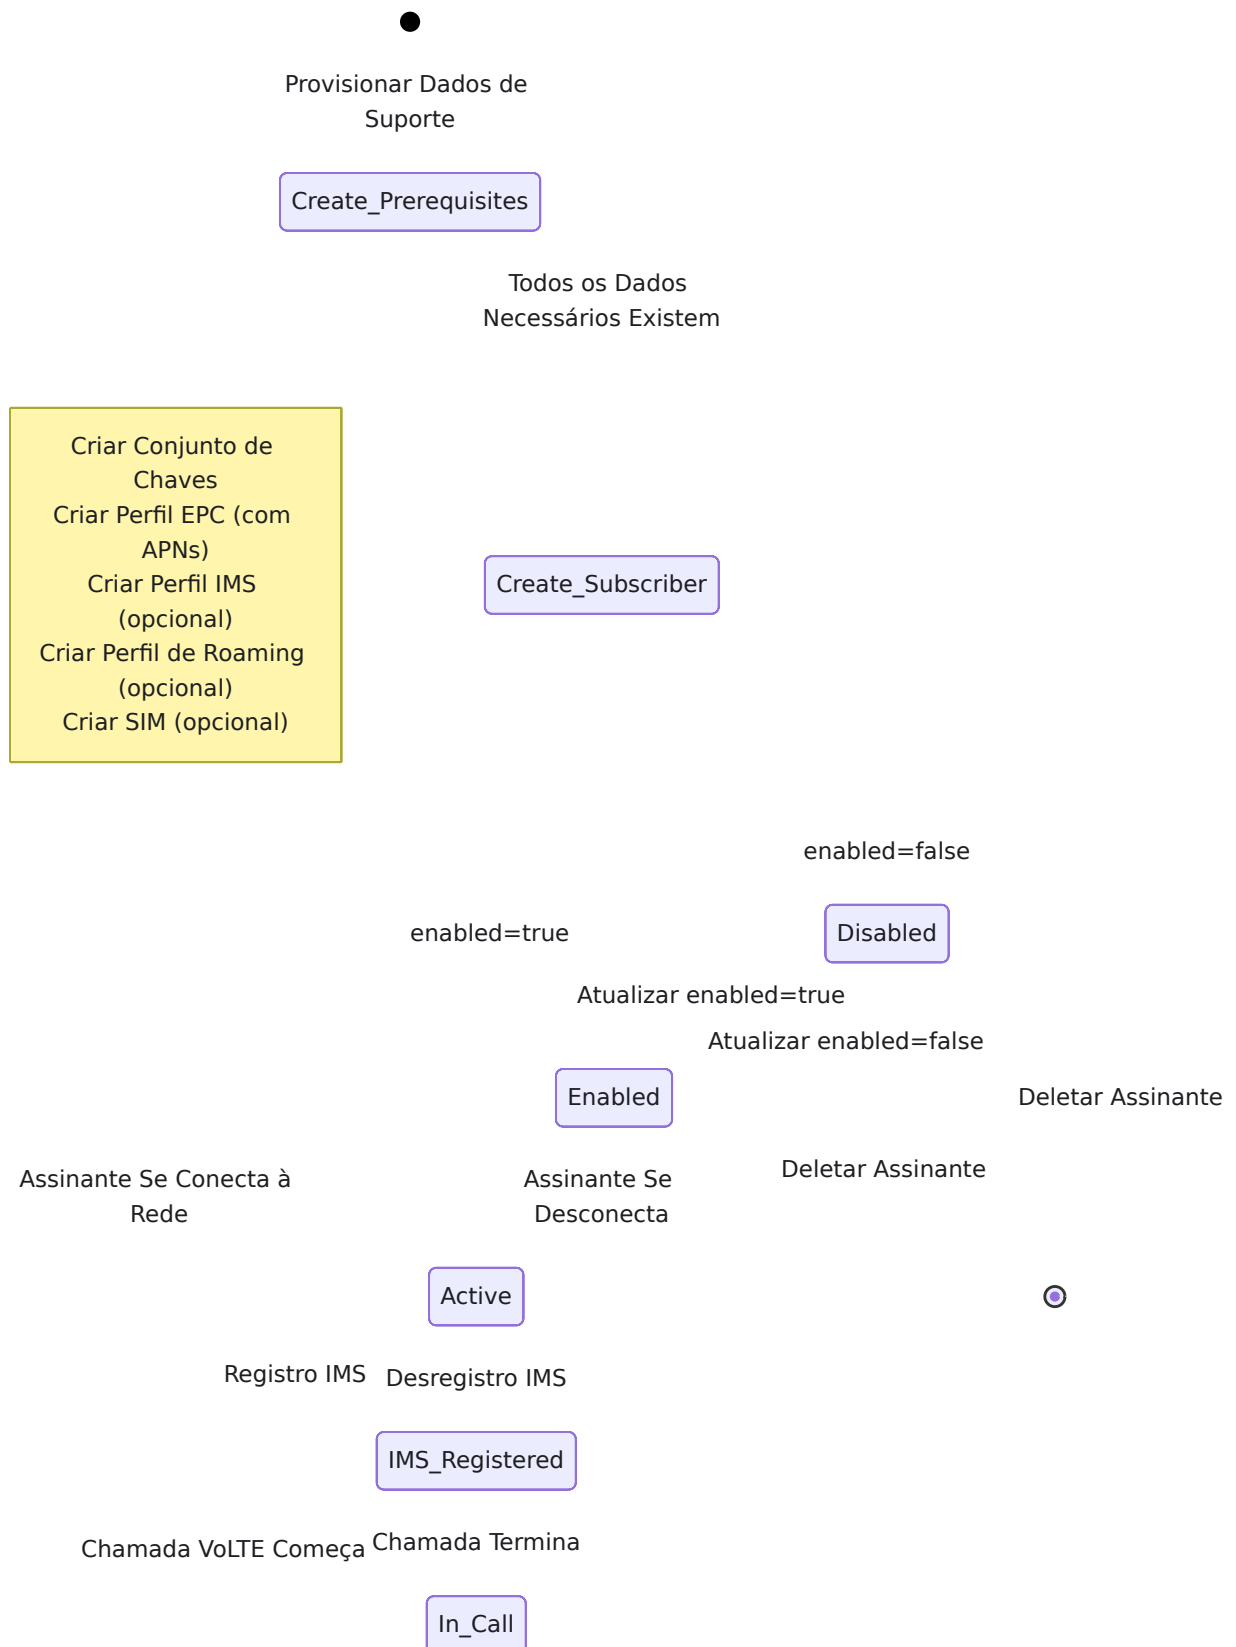 Provisionar Dados de
Suporte
Create_Prerequisites
Todos os Dados
Necessários Existem
Criar Conjunto de
Chaves
Criar Perfil EPC (com
APNs)
Criar Perfil IMS
(opcional)
Criar Perfil de Roaming
(opcional)
Criar SIM (opcional)
Create_Subscriber
enabled=false
enabled=true
Disabled
Atualizar enabled=true
Atualizar enabled=false
Enabled
Deletar Assinante
Assinante Se Conecta à
Rede
Assinante Se
Desconecta
Deletar Assinante
Active
Registro IMS
Desregistro IMS
IMS_Registered
Chamada VoLTE Começa
Chamada Termina
In_Call